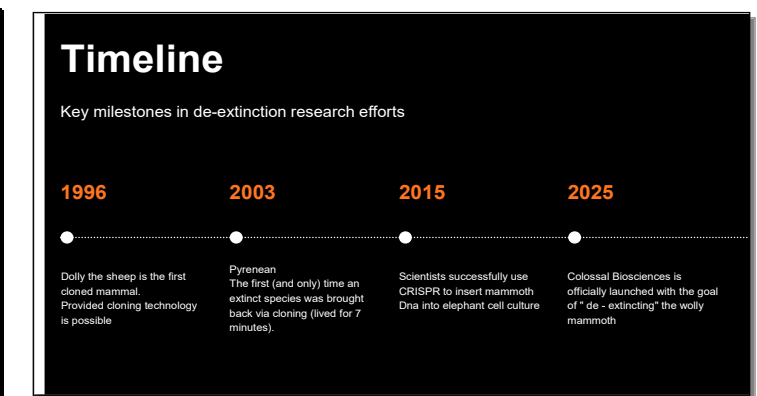 Timeline
Key milestones in de-extinction research efforts
1996
2003
2015
2025
Dolly the sheep is the first
cloned mammal.
Provided cloning technology
is possible
Pyrenean
The first (and only) time an
extinct species was brought
back via cloning (lived for 7
minutes).
Scientists successfully use
CRISPR to insert mammoth
Dna into elephant cell culture
Colossal Biosciences is
officially launched with the goal
of " de - extincting" the wolly
mammoth